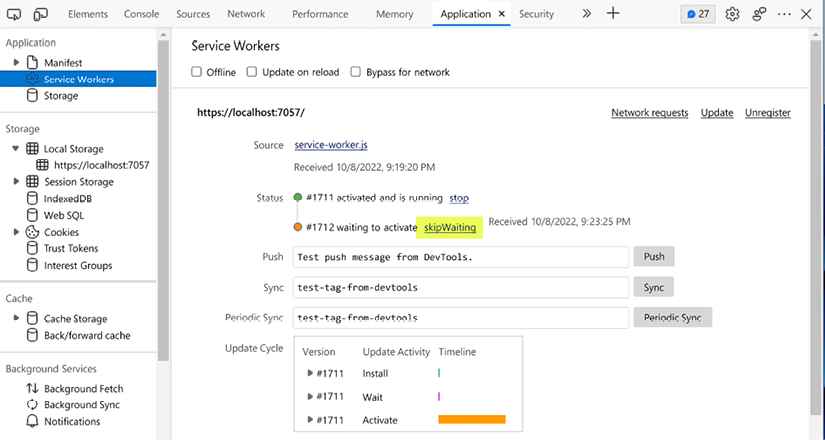 Elements Console Sources Network Performance Memory Application Security 27
Application
Manifest
Service Workers
Storage
Storage
Local Storage
https://localhost:7057
Session Storage
IndexedDB
Web SQL
Cookies
Trust Tokens
Interest Groups
Cache
Cache Storage
Back/forward cache
Background Services
Background Fetch
Background Sync
Notifications
Service Workers
Offline Update on reload Bypass for network
https://localhost:7057/ Network requests Update Unregister
Source service-worker.js
Received 10/8/2022, 9:19:20 PM
Status #1711 activated and is running stop
#1712 waiting to activate skipWaiting Received 10/8/2022, 9:23:25 PM
Push Test push message from DevTools. Push
Sync test-tag-from-devtools Sync
Periodic Sync test-tag-from-devtools Periodic Sync
Update Cycle Version Update Activity Timeline
#1711 Install
#1711 Wait
#1711 Activate